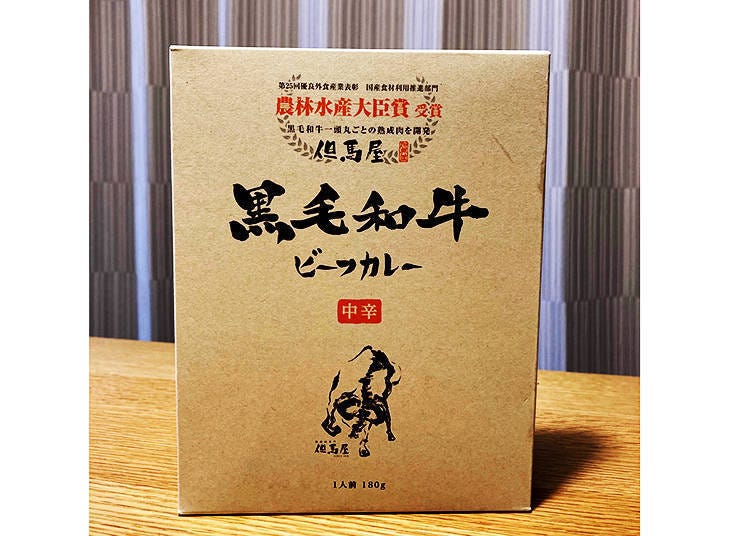 第25回優良外食産業表彰 国産食材利用推進部門
農林水産大臣賞 受賞
黒毛和牛一頭丸ごとの熟成肉を開発
但馬屋
黒毛和牛
ビーフカレー
中辛
但馬屋
1人前 180g